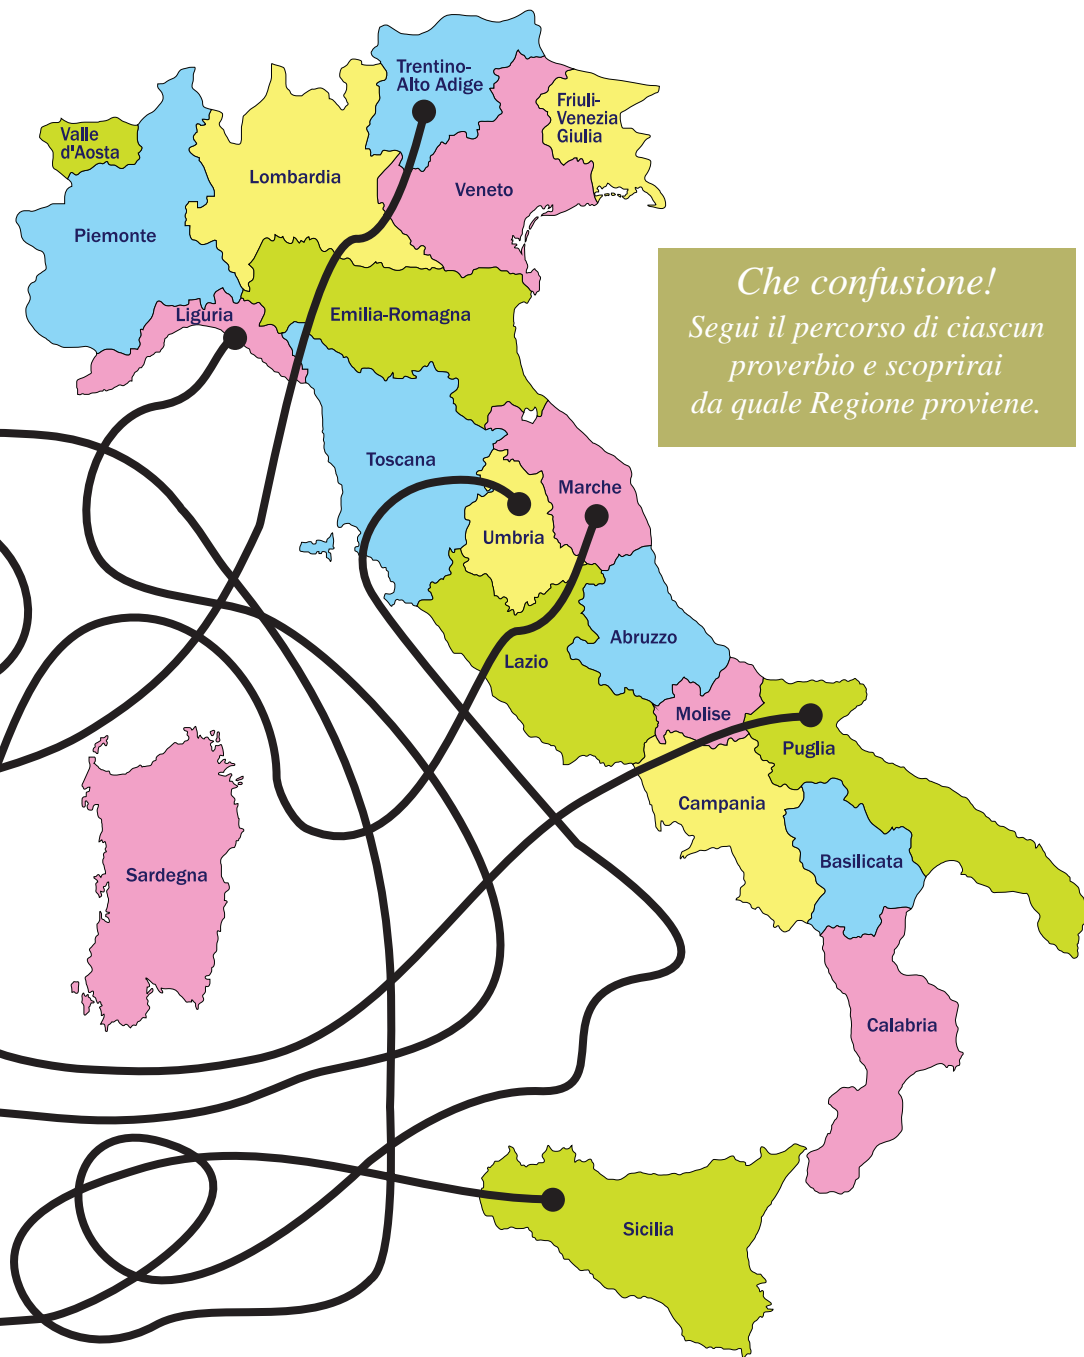 Trentino-
Alto Adige
Friuli-
Venezia
Giulia
Valle
d'Aosta
Lombardia
Veneto
Piemonte
Che confusione!
Segui il percorso di ciascun
proverbio e scoprirai
da quale Regione proviene.
Liguria
Emilia-Romagna
Toscana
Marche
Umbria
Abruzzo
Lazio
Molise
Puglia
Campania
Basilicata
Sardegna
Calabria
Sicilia